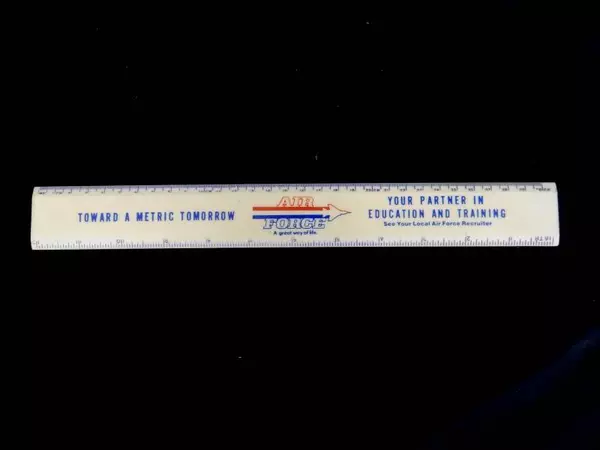 TOWARD A METRIC TOMORROW
AIR
FORCE
A great way of life.
YOUR PARTNER IN
EDUCATION AND TRAINING
See Your Local Air Force Recruiter